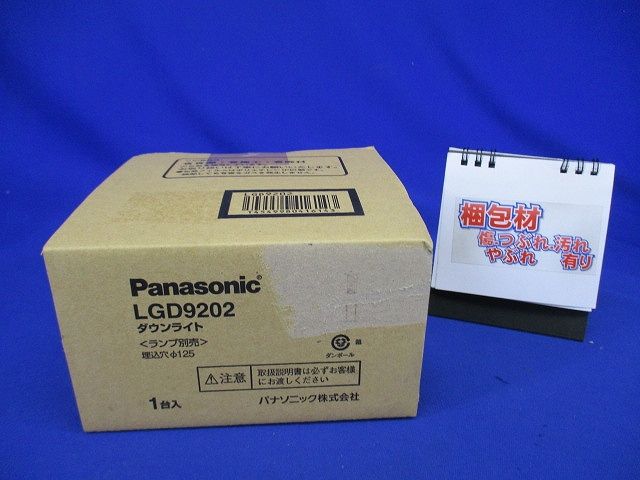 LGD9202
Panasonic
LGD9202
ダウンライト
<ランプ別売>
埋込穴φ125
ダンボール
注意
取扱説明書は必ずお客様
にお渡しください
1台入
パナソニック株式会社
梱包材
傷・つぶれ・汚れ
やぶれ 有り